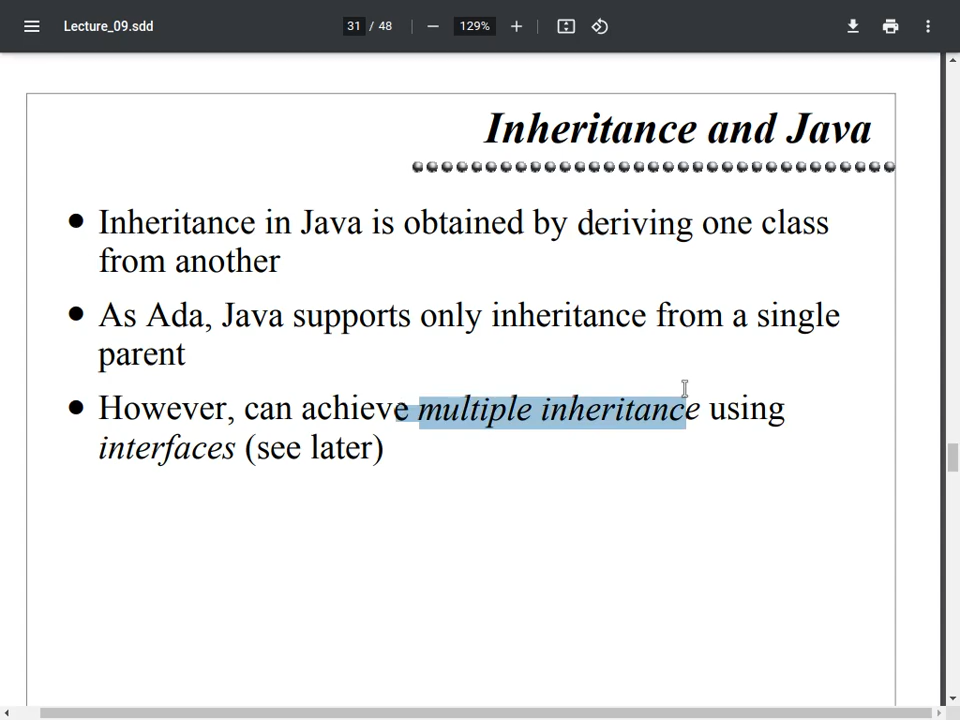 Lecture_09.sdd
31 / 48
129%
Inheritance and Java
• Inheritance in Java is obtained by deriving one class
from another
• As Ada, Java supports only inheritance from a single
parent
• However, can achieve multiple inheritance using
interfaces (see later)